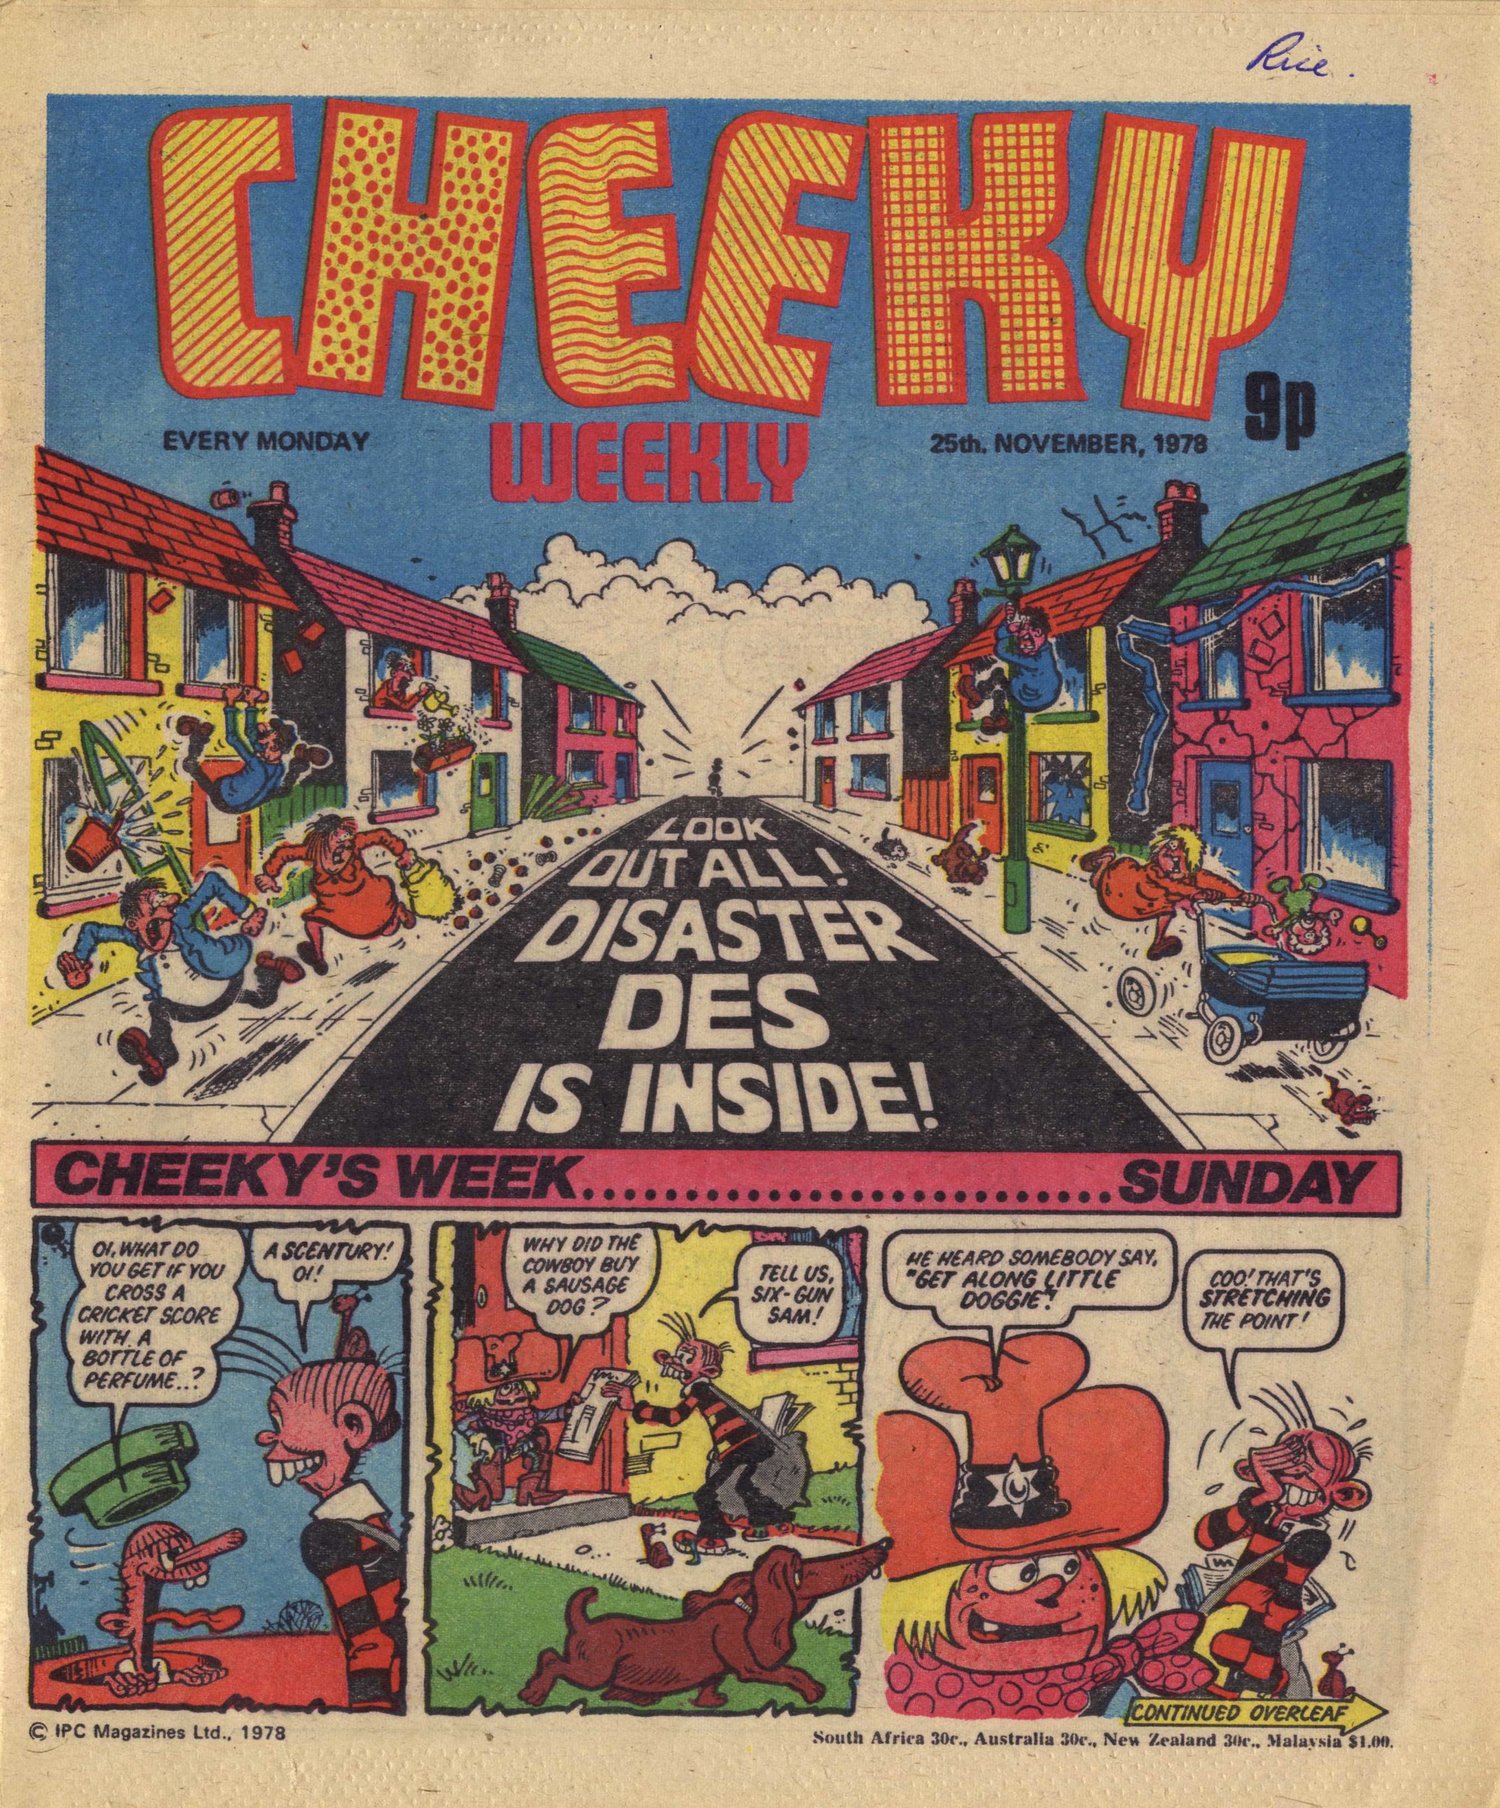 Rice.
CHEEKY
WEEKLY
9p
EVERY MONDAY
25th. NOVEMBER, 1978
LOOK
OUT ALL!
DISASTER
DES
IS INSIDE!
CHEEKY'S WEEK............................SUNDAY
OI, WHAT DO
YOU GET IF YOU
CROSS A
CRICKET SCORE
WITH A
BOTTLE OF
PERFUME..?
A SCENTURY!
OI!
WHY DID THE
COWBOY BUY
A SAUSAGE
DOG?
TELL US,
SIX-GUN
SAM!
HE HEARD SOMEBODY SAY,
"GET ALONG LITTLE
DOGGIE"!
COO! THAT'S
STRETCHING
THE POINT!
CONTINUED OVERLEAF
© IPC Magazines Ltd., 1978
South Africa 30c., Australia 30c., New Zealand 30c., Malaysia $1.00.